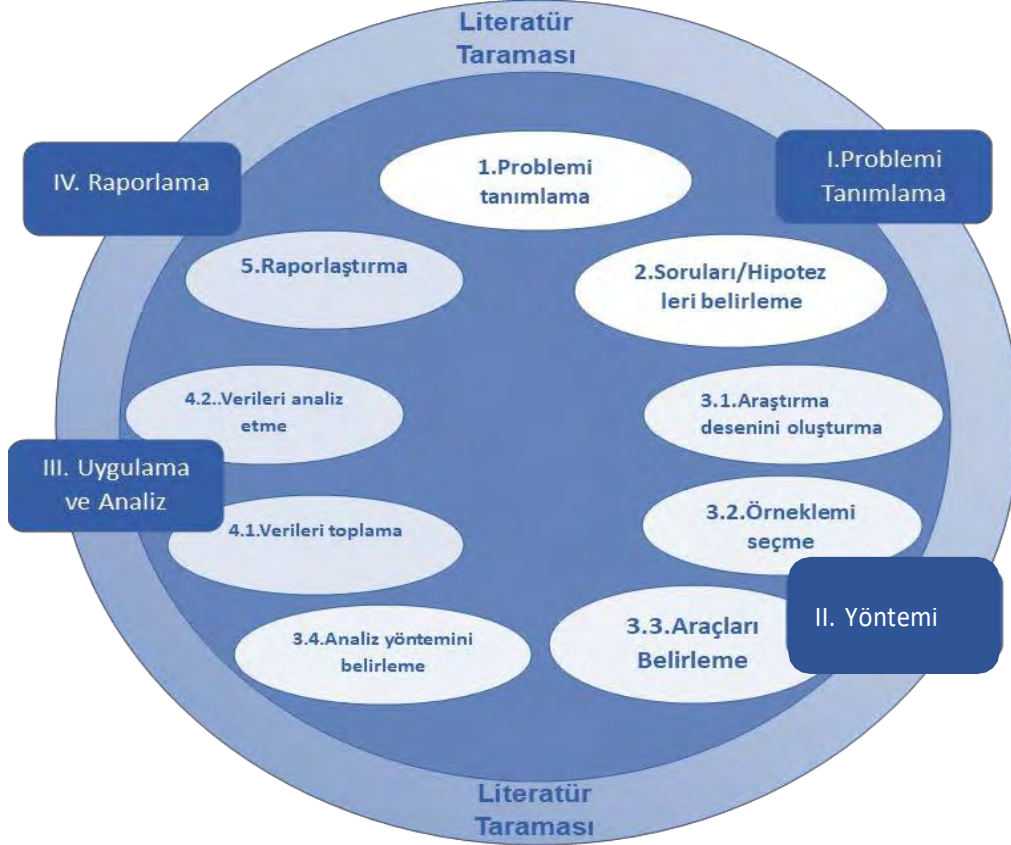 Literatür
Taraması
IV. Raporlama
I.Problemi
Tanımlama
1.Problemi
tanımlama
5.Raporlaştırma
2.Soruları/Hipotez
leri belirleme
4.2..Verileri analiz
etme
3.1.Araştırma
desenini oluşturma
III. Uygulama
ve Analiz
3.2.Örneklemi
seçme
4.1.Verileri toplama
II. Yöntemi
3.3.Araçları
Belirleme
3.4.Analiz yöntemini
belirleme
Literatür
Taraması